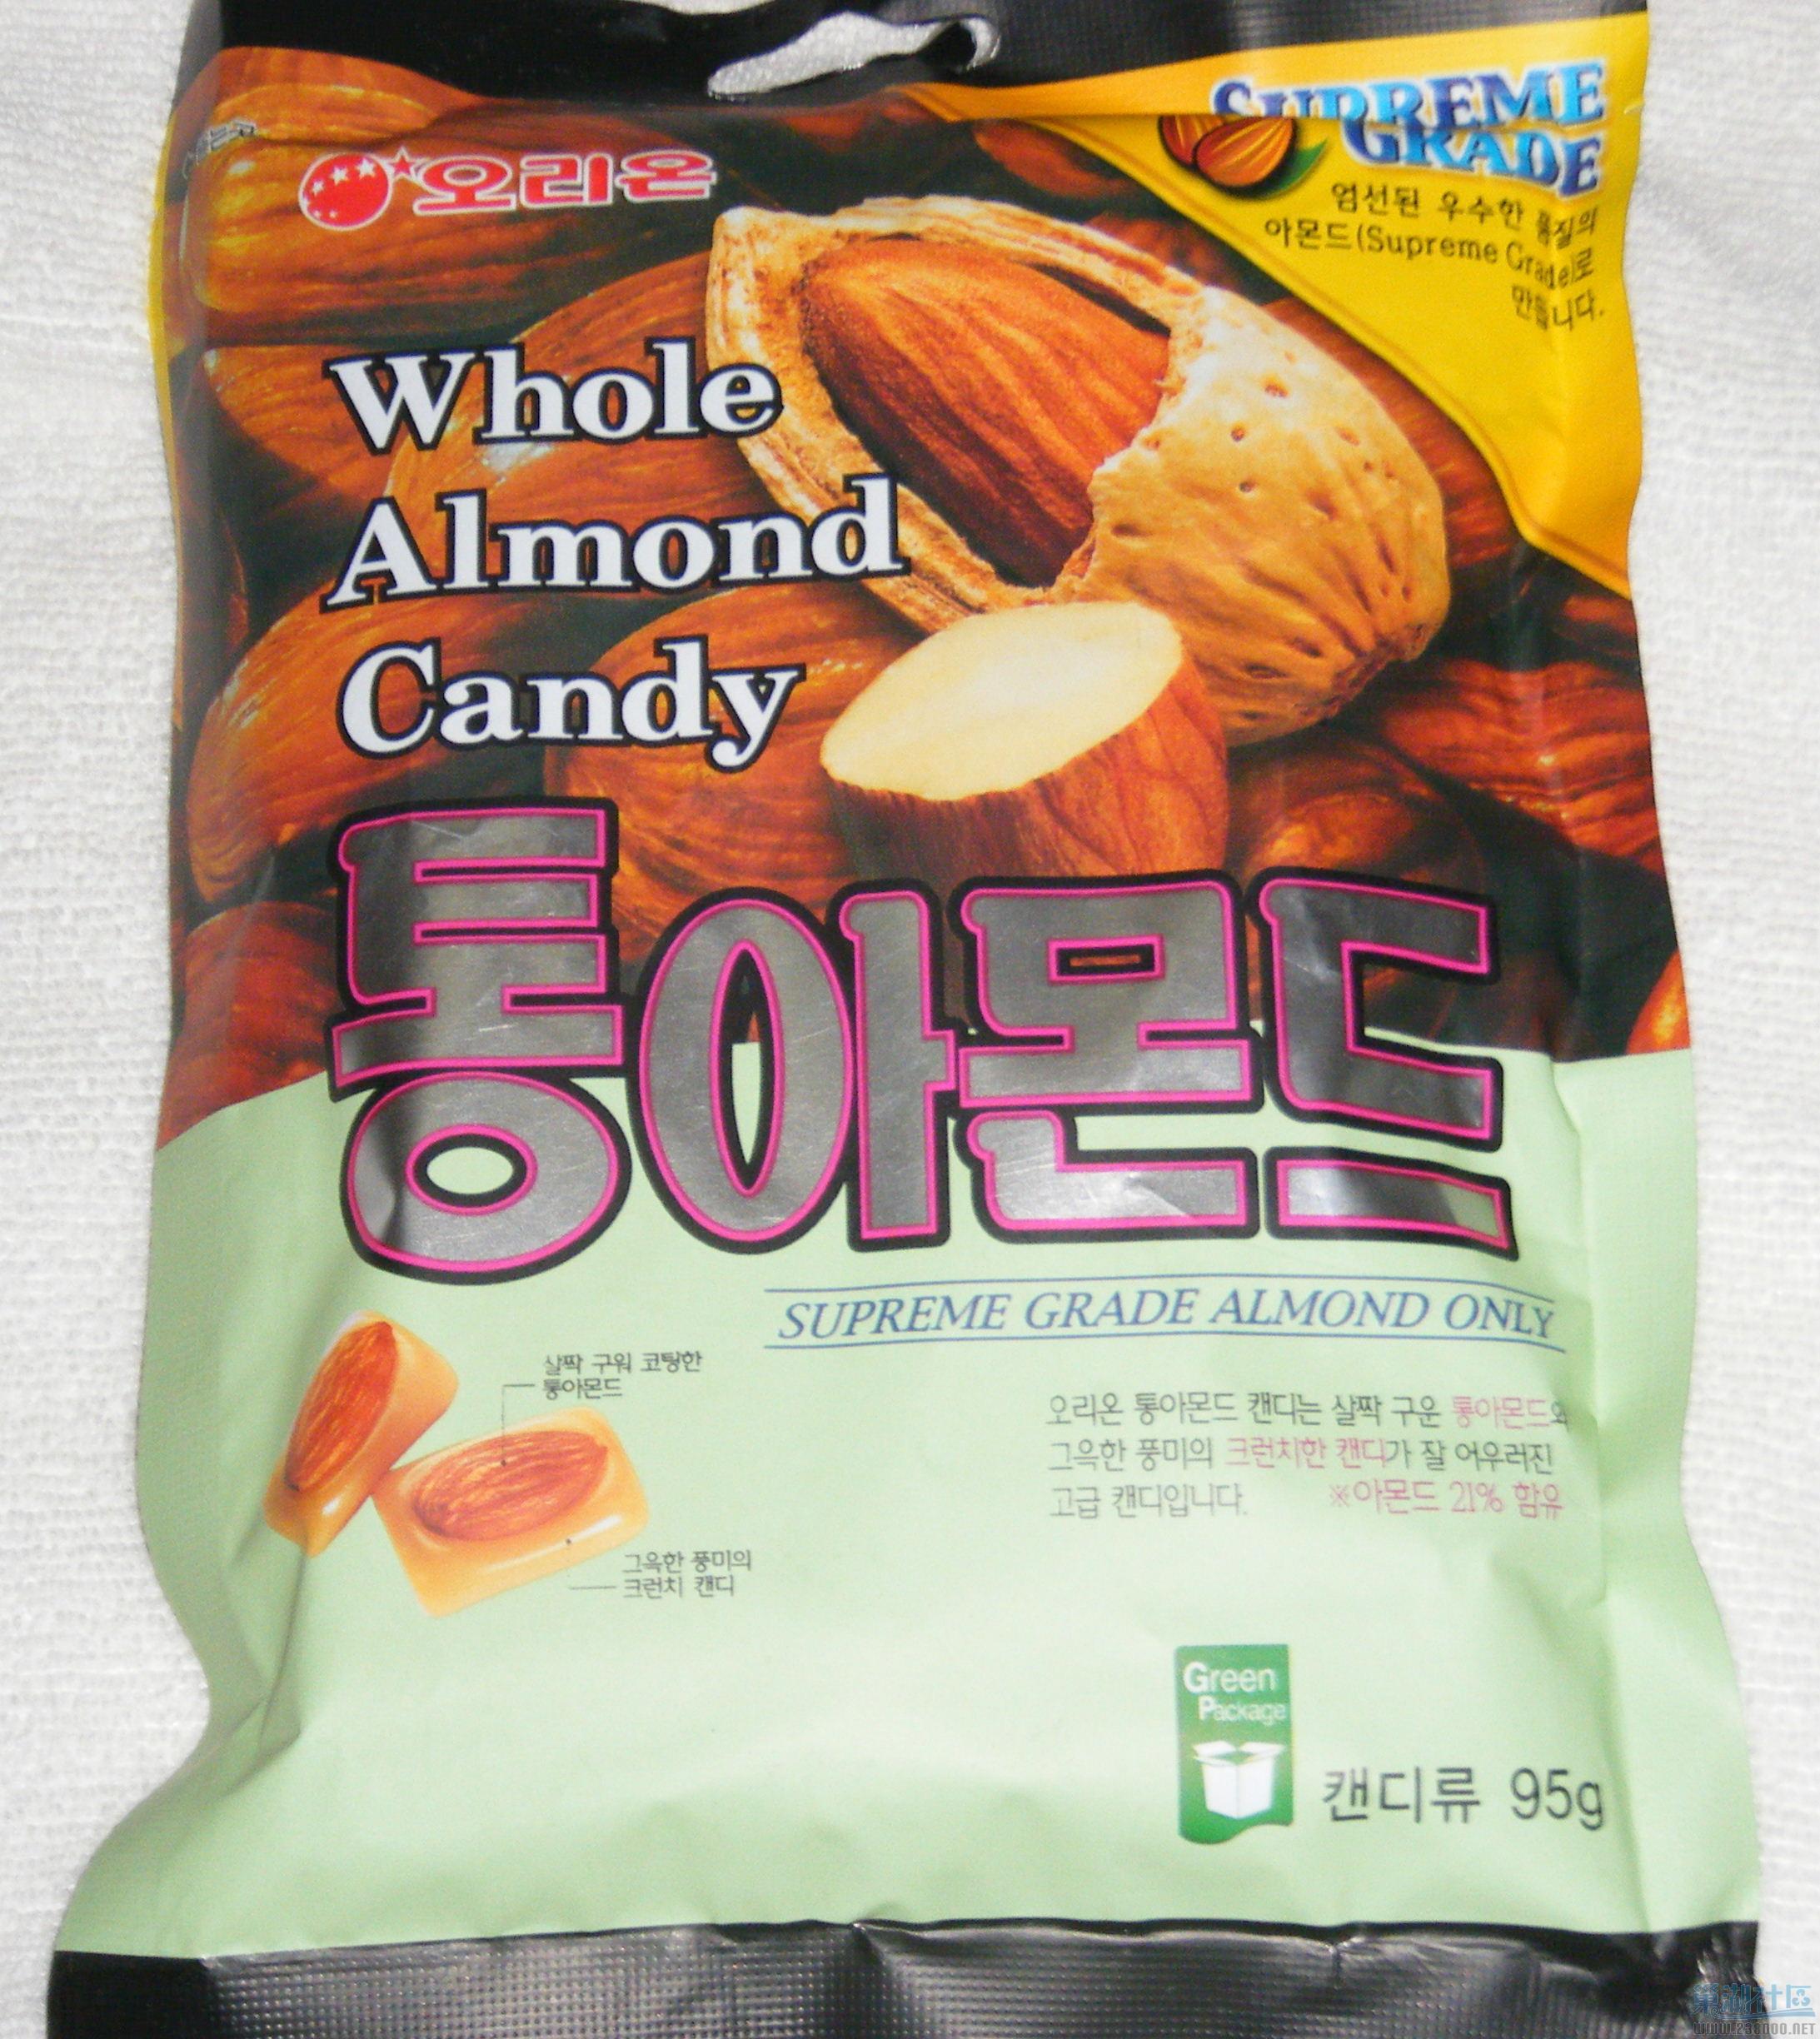 오리온
SUPREME
GRADE
엄선된 우수한 품질의
아몬드(Supreme Grade)로
만듭니다.
Whole
Almond
Candy
통아몬드
SUPREME GRADE ALMOND ONLY
살짝 구워 코팅한
통아몬드
오리온 통아몬드 캔디는 살짝 구운 통아몬드와
그윽한 풍미의 크런치한 캔디가 잘 어우러진
고급 캔디입니다. ※아몬드 21% 함유
그윽한 풍미의
크런치 캔디
Green
Package
캔디류 95g